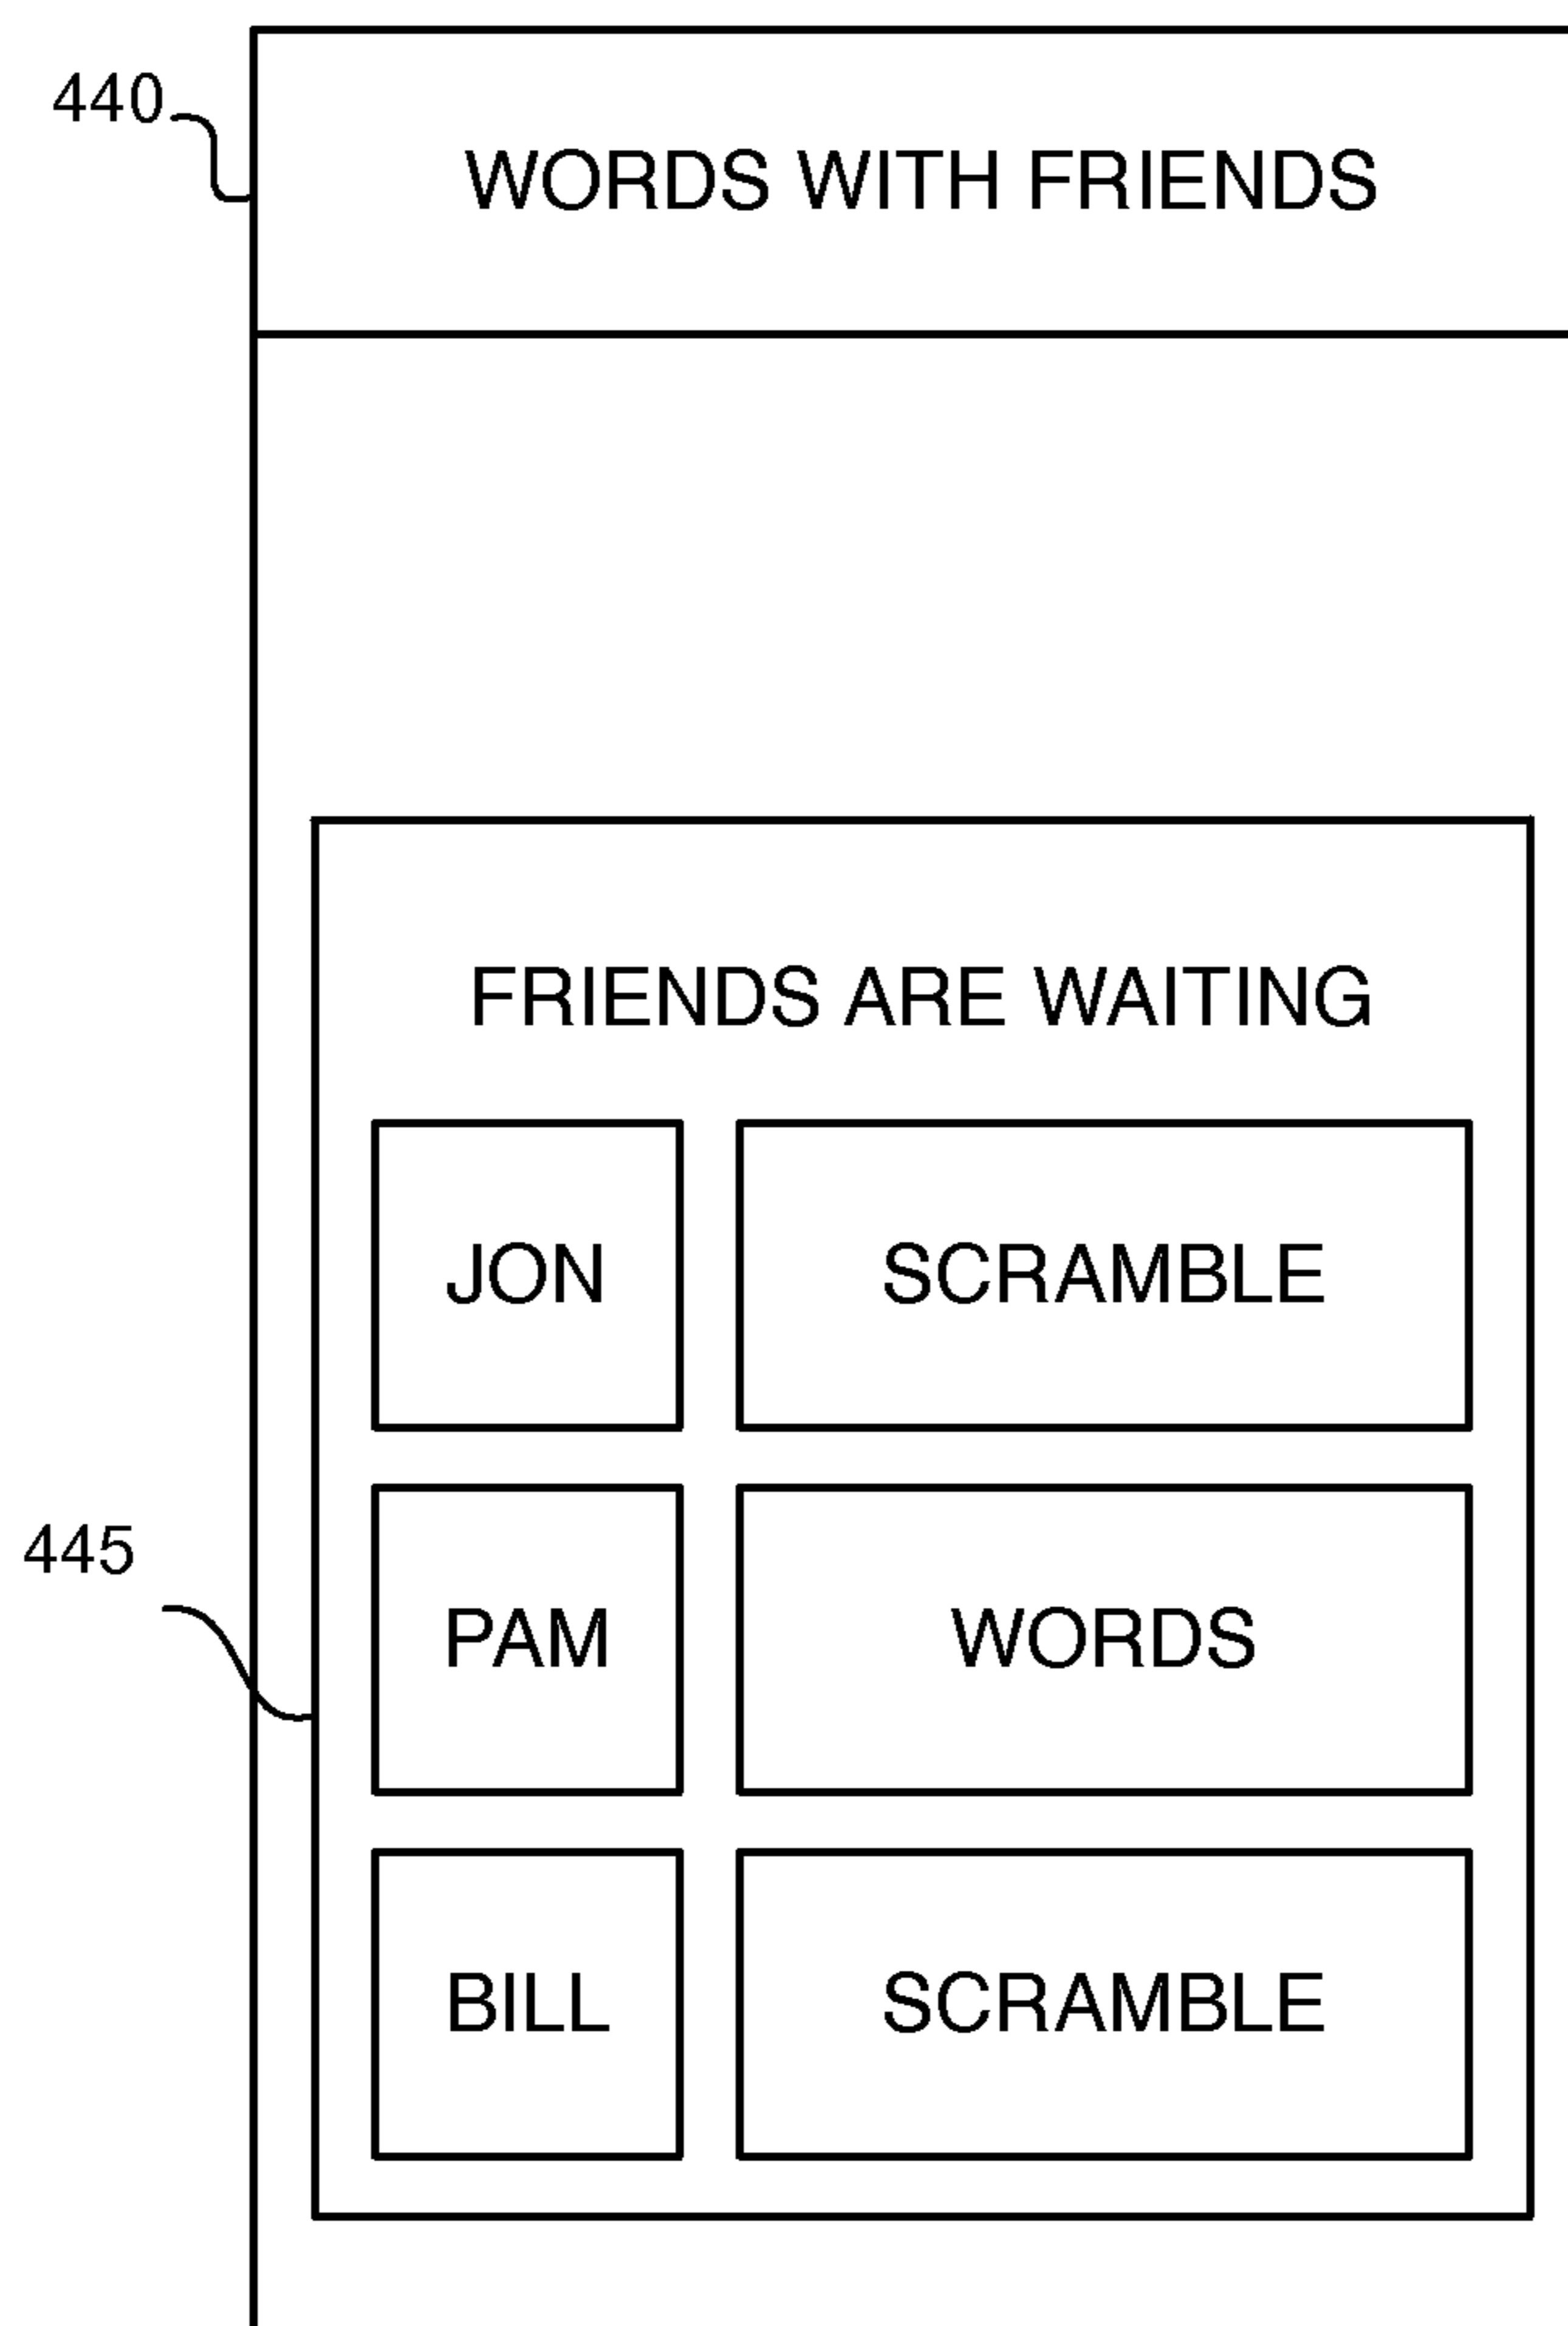 440
WORDS WITH FRIENDS
FRIENDS ARE WAITING
JON SCRAMBLE
445
PAM WORDS
BILL SCRAMBLE